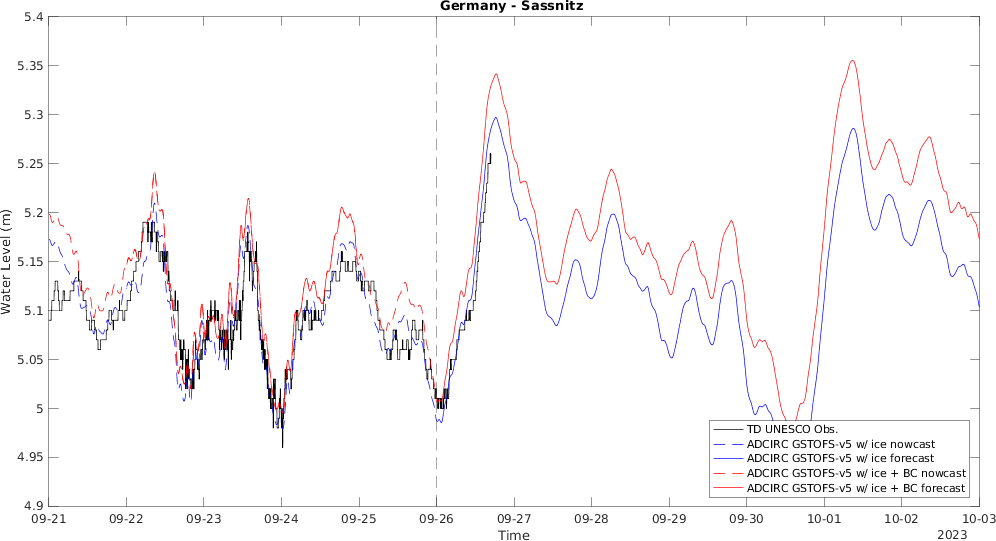 Germany - Sassnitz
5.4
5.35
5.3
5.25
5.2
5.15
5.1
5.05
5
4.95
4.9
Water Level (m)
TD UNESCO Obs.
ADCIRC GSTOFS-v5 w/ ice nowcast
ADCIRC GSTOFS-v5 w/ ice forecast
ADCIRC GSTOFS-v5 w/ ice + BC nowcast
ADCIRC GSTOFS-v5 w/ ice + BC forecast
09-21 09-22 09-23 09-24 09-25 09-26 09-27 09-28 09-29 09-30 10-01 10-02 10-03
Time
2023